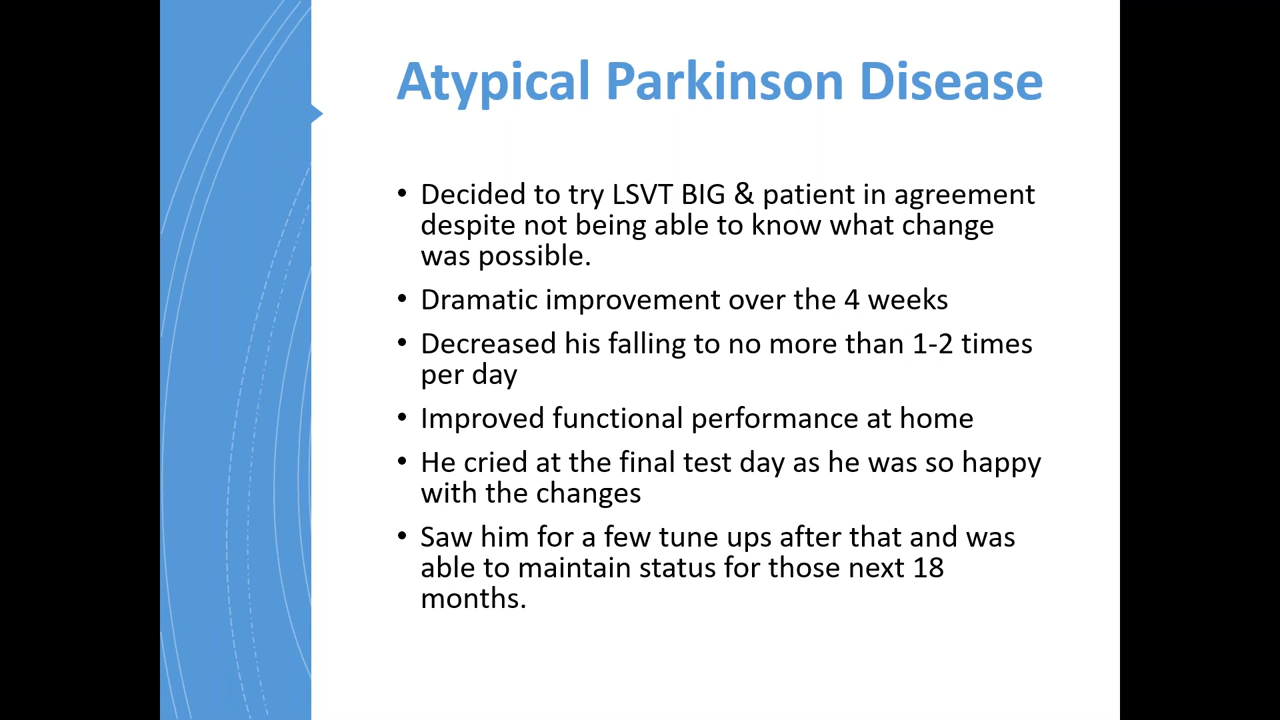 Atypical Parkinson Disease
• Decided to try LSVT BIG & patient in agreement
despite not being able to know what change
was possible.
• Dramatic improvement over the 4 weeks
• Decreased his falling to no more than 1-2 times
per day
• Improved functional performance at home
• He cried at the final test day as he was so happy
with the changes
• Saw him for a few tune ups after that and was
able to maintain status for those next 18
months.